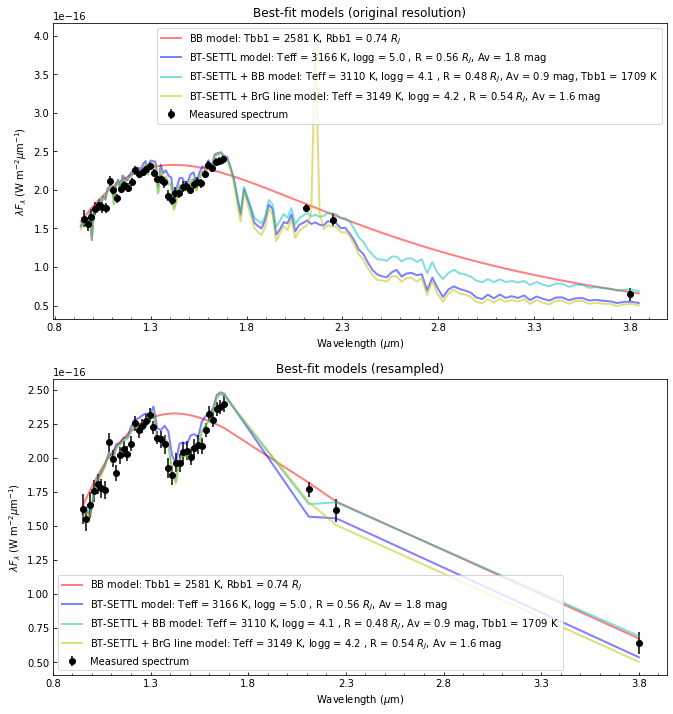 Best-fit models (original resolution)
1e−16
BB model: Tbb1 = 2581 K, Rbb1 = 0.74 R_J
BT-SETTL model: Teff = 3166 K, logg = 5.0 , R = 0.56 R_J, Av = 1.8 mag
BT-SETTL + BB model: Teff = 3110 K, logg = 4.1 , R = 0.48 R_J, Av = 0.9 mag, Tbb1 = 1709 K
BT-SETTL + BrG line model: Teff = 3149 K, logg = 4.2 , R = 0.54 R_J, Av = 1.6 mag
Measured spectrum
4.0
3.5
3.0
2.5
2.0
1.5
1.0
0.5
λF_λ (W m⁻²μm⁻¹)
0.8 1.3 1.8 2.3 2.8 3.3 3.8
Wavelength (μm)
Best-fit models (resampled)
1e−16
2.50
2.25
2.00
1.75
1.50
1.25
1.00
0.75
0.50
λF_λ (W m⁻²μm⁻¹)
BB model: Tbb1 = 2581 K, Rbb1 = 0.74 R_J
BT-SETTL model: Teff = 3166 K, logg = 5.0 , R = 0.56 R_J, Av = 1.8 mag
BT-SETTL + BB model: Teff = 3110 K, logg = 4.1 , R = 0.48 R_J, Av = 0.9 mag, Tbb1 = 1709 K
BT-SETTL + BrG line model: Teff = 3149 K, logg = 4.2 , R = 0.54 R_J, Av = 1.6 mag
Measured spectrum
0.8 1.3 1.8 2.3 2.8 3.3 3.8
Wavelength (μm)